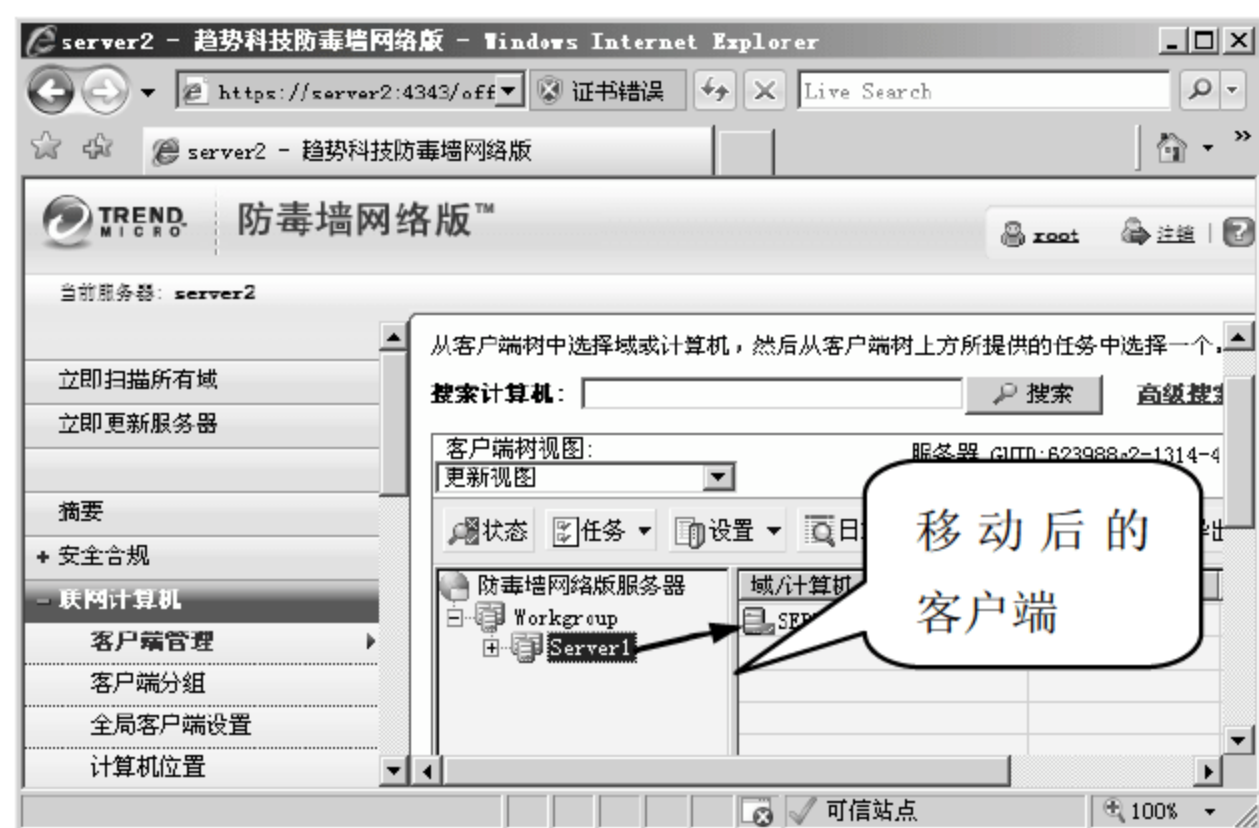 server2 - 趋势科技防毒墙网络版 - Windows Internet Explorer
https://server2:4343/off 证书错误 Live Search
server2 - 趋势科技防毒墙网络版 »
TREND MICRO 防毒墙网络版™
root 注销 | ?
当前服务器: server2
从客户端树中选择域或计算机，然后从客户端树上方所提供的任务中选择一个，
立即扫描所有域
搜索计算机: 搜索 高级搜
立即更新服务器
客户端树视图:
服务器 GUID:623988
-1314-4
更新视图
摘要
状态 任务 设置 日
移动后的
客户端
+ 安全合规
- 联网计算机
防毒墙网络版服务器 域/计算机
Workgroup
Server1
客户端管理
客户端分组
全局客户端设置
计算机位置
可信站点 100%